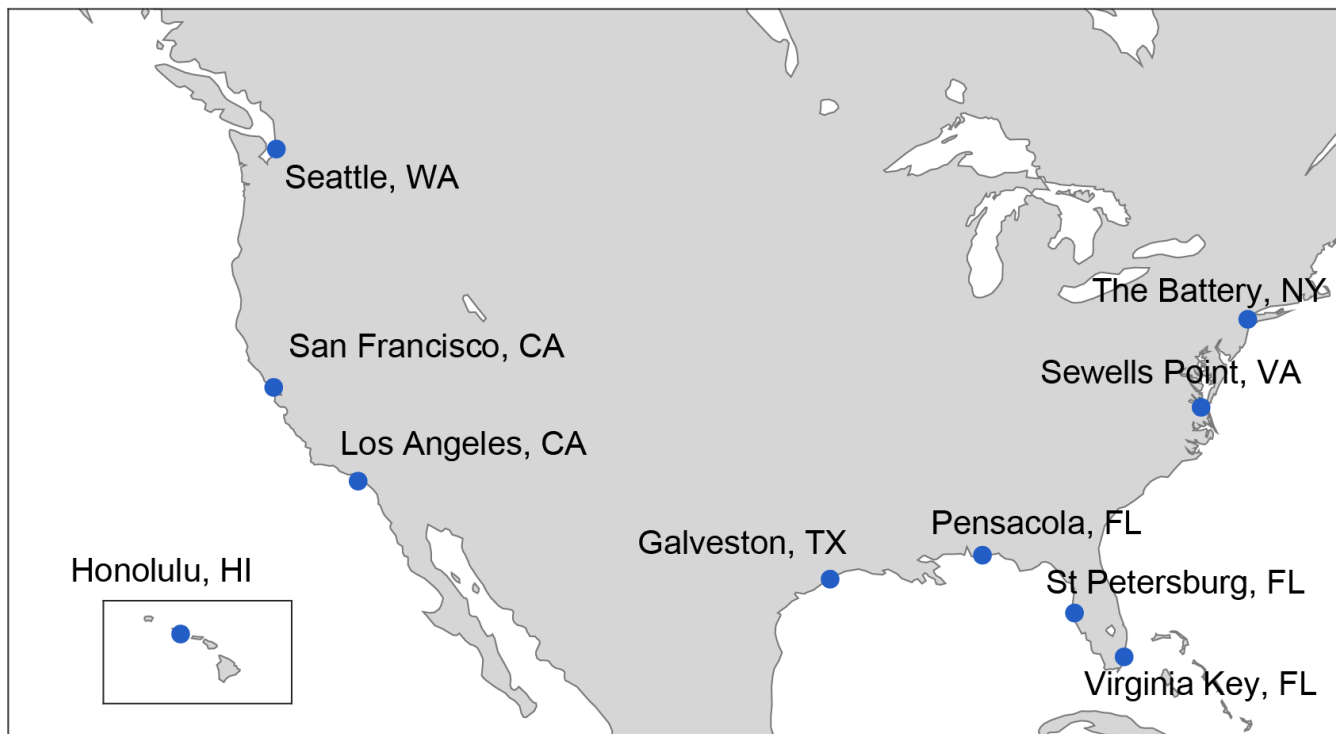 Seattle, WA
The Battery, NY
San Francisco, CA
Sewells Point, VA
Los Angeles, CA
Pensacola, FL
Galveston, TX
Honolulu, HI
St Petersburg, FL
Virginia Key, FL